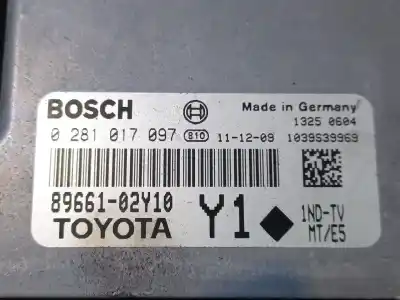 BOSCH
Made in Germany
1325 0604
0 281 017 097 810 11-12-09 1039S39969
89661-02Y10
TOYOTA
Y1
1ND-TV
MT/E5